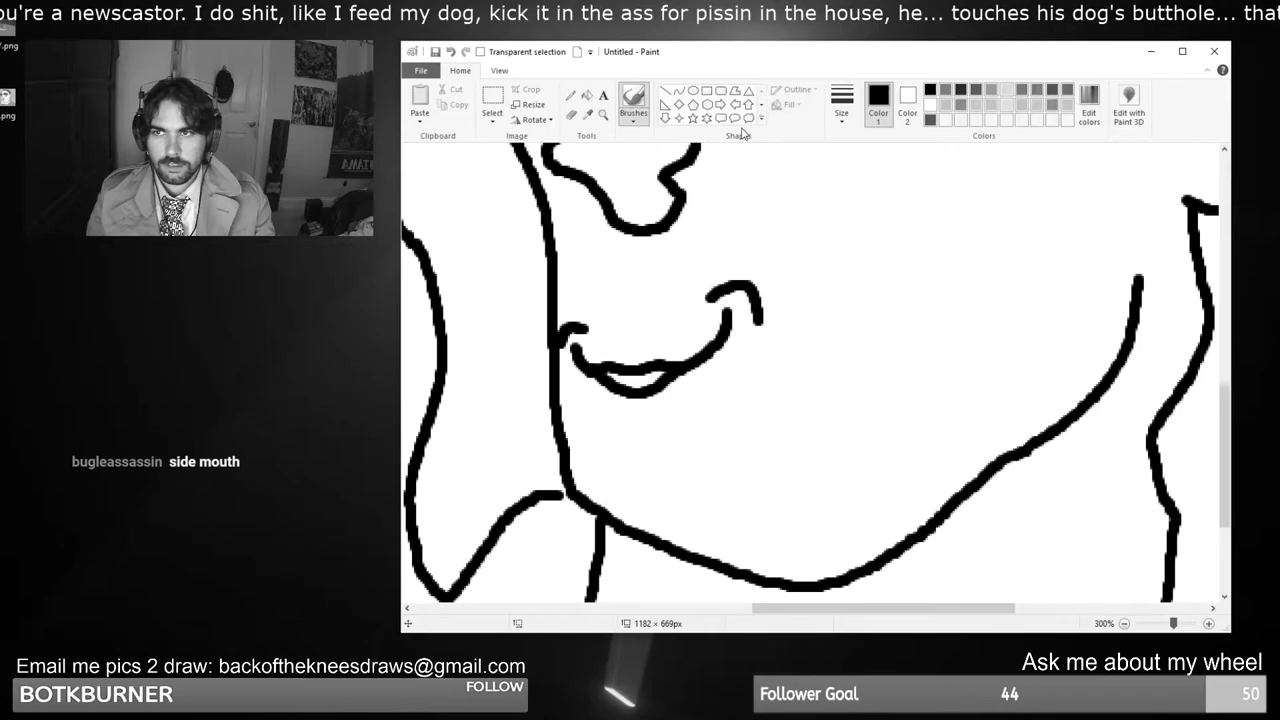 ou're a newscastor. I do shit, like I feed my dog, kick it in the ass for pissin in the house, he... touches his dog's butthole... that
.png
.png
Transparent selection
Untitled - Paint
File
Home
View
Paste
Cut
Copy
Clipboard
Select
Crop
Resize
Rotate
Image
A
Tools
Brushes
Outline
Fill
Shapes
Size
Color 1
Color 2
Edit colors
Colors
Edit with Paint 3D
bugleassassin side mouth
1182 × 669px
300%
Email me pics 2 draw: backofthekneesdraws@gmail.com
BOTKBURNER
FOLLOW
Ask me about my wheel
Follower Goal
44
50